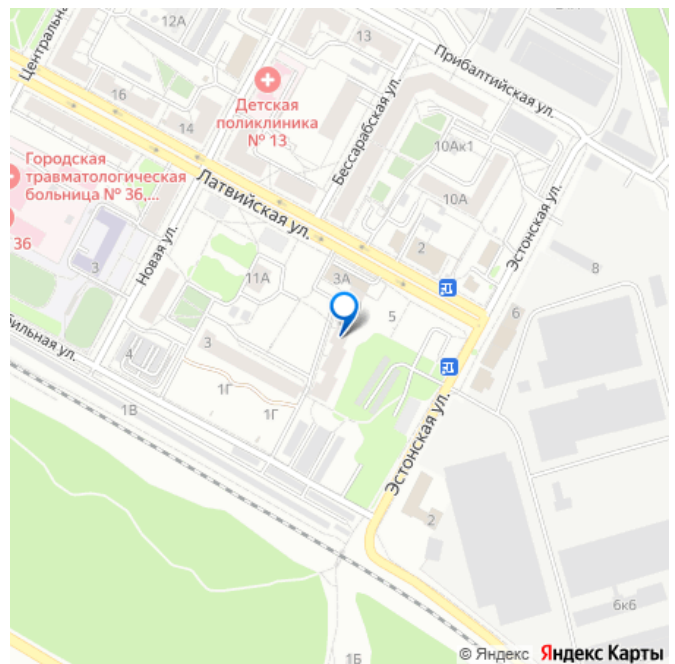 12А
13
Центральна
Прибалтийская ул.
16
Детская
поликлиника
№ 13
14
Бессарабская ул.
10Ак1
Городская
травматологическая
больница № 36,...
Латвийская ул.
10А
Эстонская ул.
36
2
Новая ул.
3
11А
3А
8
5
6
бильная ул.
4
3
1Г
1Г
1В
Эстонская ул.
2
6к6
1Б
© Яндекс Яндекс Карты